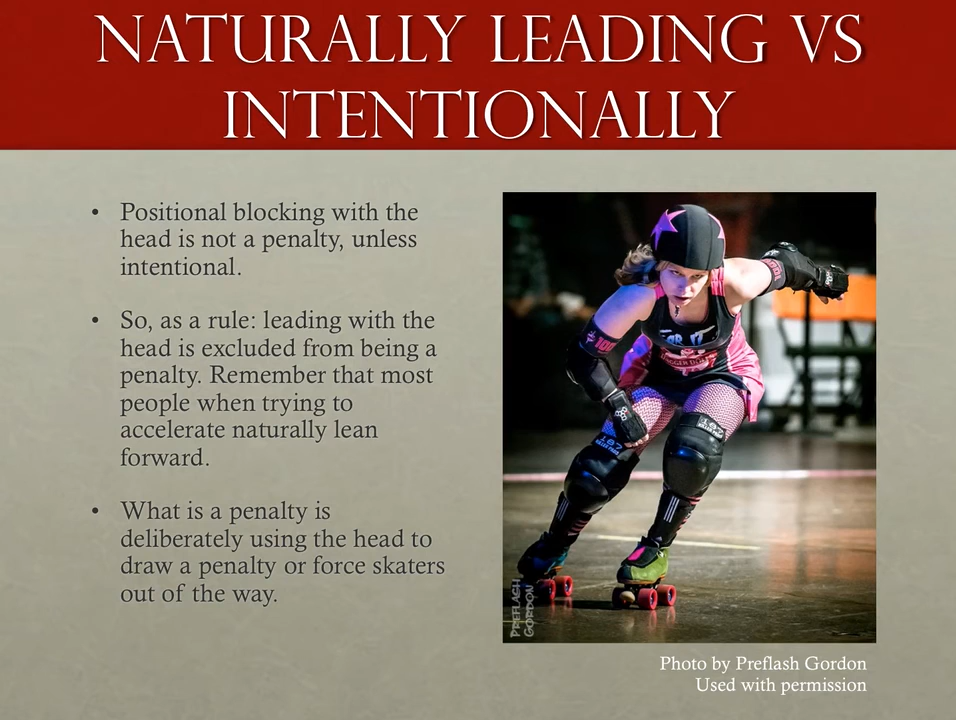 NATURALLY LEADING VS
INTENTIONALLY
• Positional blocking with the
head is not a penalty, unless
intentional.
• So, as a rule: leading with the
head is excluded from being a
penalty. Remember that most
people when trying to
accelerate naturally lean
forward.
• What is a penalty is
deliberately using the head to
draw a penalty or force skaters
out of the way.
PREFLASH
GORDON
Photo by Preflash Gordon
Used with permission